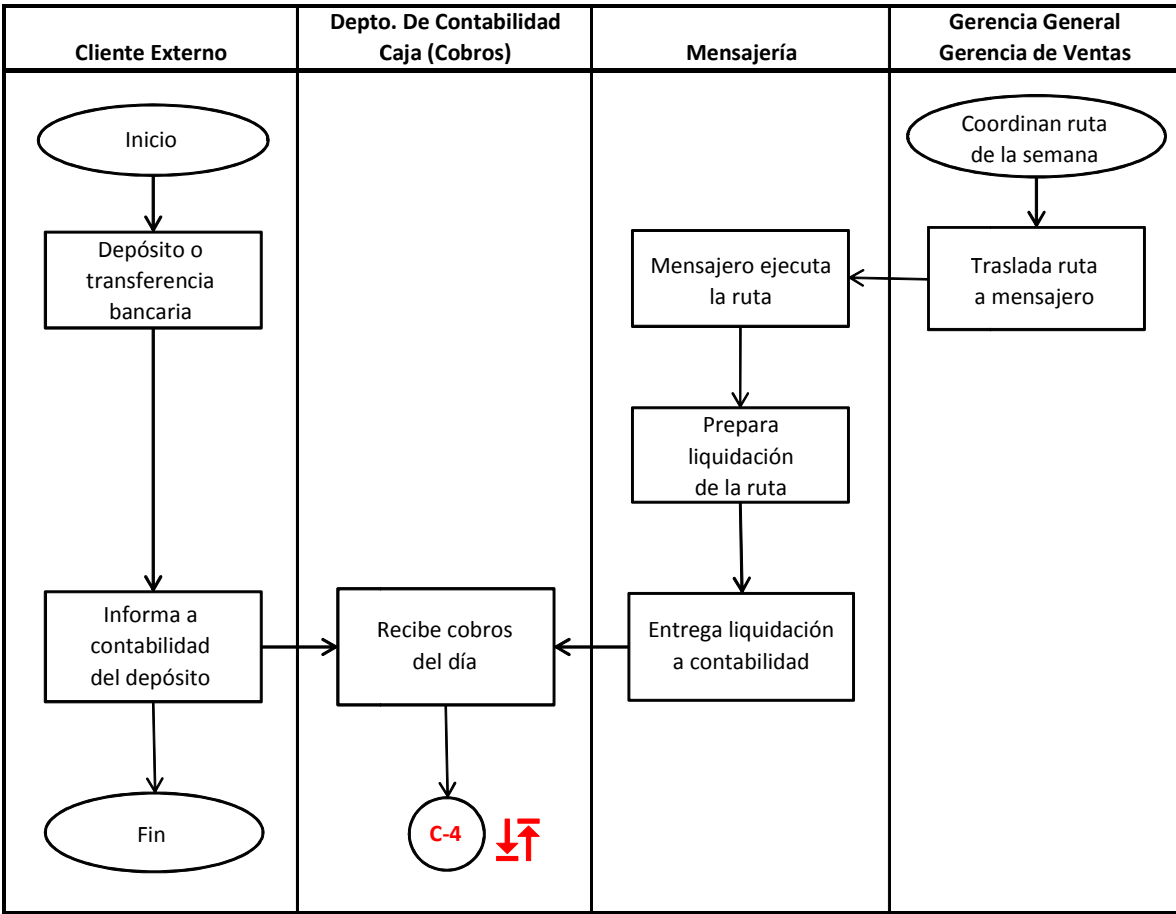 Cliente Externo
Depto. De Contabilidad
Caja (Cobros)
Mensajería
Gerencia General
Gerencia de Ventas
Inicio
Coordinan ruta
de la semana
Depósito o
transferencia
bancaria
Mensajero ejecuta
la ruta
Traslada ruta
a mensajero
Prepara
liquidación
de la ruta
Informa a
contabilidad
del depósito
Recibe cobros
del día
Entrega liquidación
a contabilidad
Fin
C-4